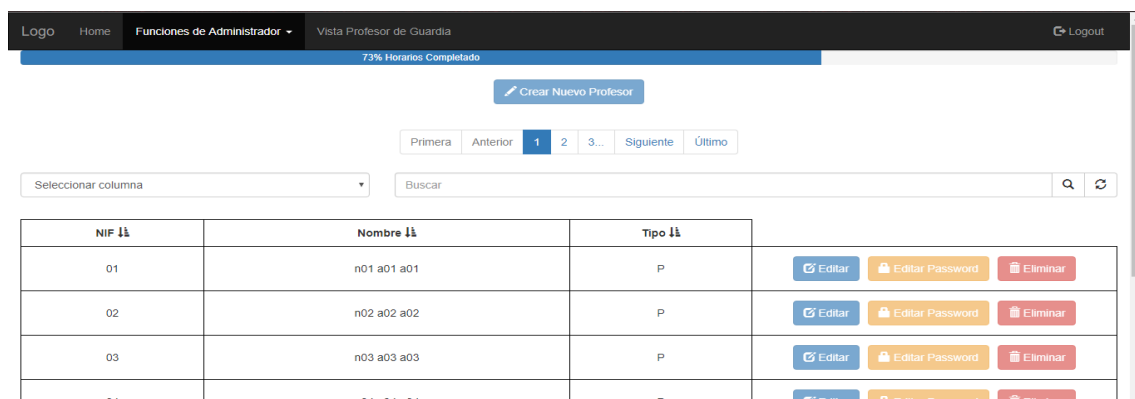 Logo Home Funciones de Administrador Vista Profesor de Guardia Logout
73% Horarios Completado
Crear Nuevo Profesor
Primera Anterior 1 2 3... Siguiente Último
Seleccionar columna Buscar
NIF Nombre Tipo
01 n01 a01 a01 P Editar Editar Password Eliminar
02 n02 a02 a02 P Editar Editar Password Eliminar
03 n03 a03 a03 P Editar Editar Password Eliminar